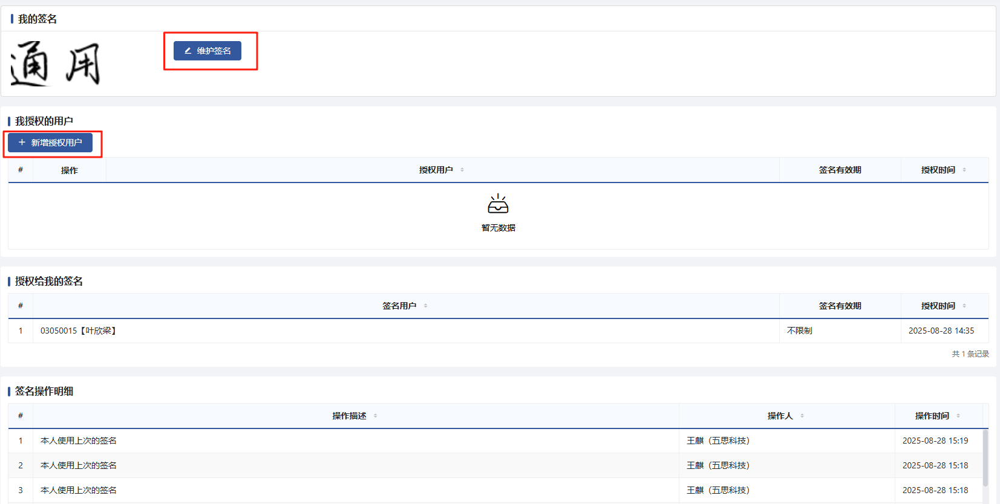 我的签名
通用
维护签名
我授权的用户
新增授权用户
# 操作 授权用户 签名有效期 授权时间
暂无数据
授权给我的签名
# 签名用户 签名有效期 授权时间
1 03050015【叶欣梁】 不限制 2025-08-28 14:35
共 1 条记录
签名操作明细
# 操作描述 操作人 操作时间
1 本人使用上次的签名 王麒（五思科技） 2025-08-28 15:19
2 本人使用上次的签名 王麒（五思科技） 2025-08-28 15:18
3 本人使用上次的签名 王麒（五思科技） 2025-08-28 15:18